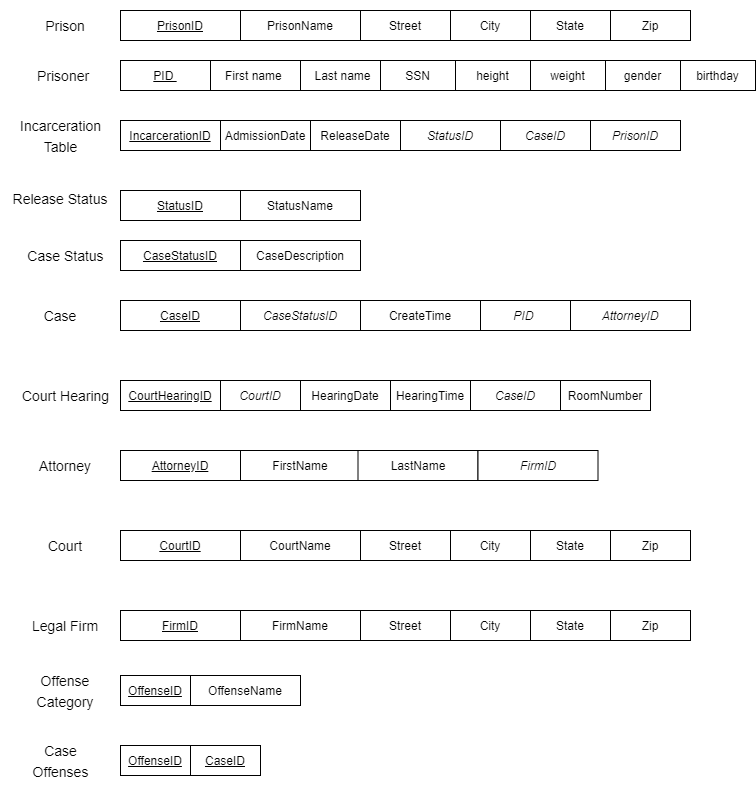 Prison PrisonID PrisonName Street City State Zip
Prisoner PID First name Last name SSN height weight gender birthday
Incarceration
Table IncarcerationID AdmissionDate ReleaseDate StatusID CaseID PrisonID
Release Status StatusID StatusName
Case Status CaseStatusID CaseDescription
Case CaseID CaseStatusID CreateTime PID AttorneyID
Court Hearing CourtHearingID CourtID HearingDate HearingTime CaseID RoomNumber
Attorney AttorneyID FirstName LastName FirmID
Court CourtID CourtName Street City State Zip
Legal Firm FirmID FirmName Street City State Zip
Offense
Category OffenseID OffenseName
Case
Offenses OffenseID CaseID